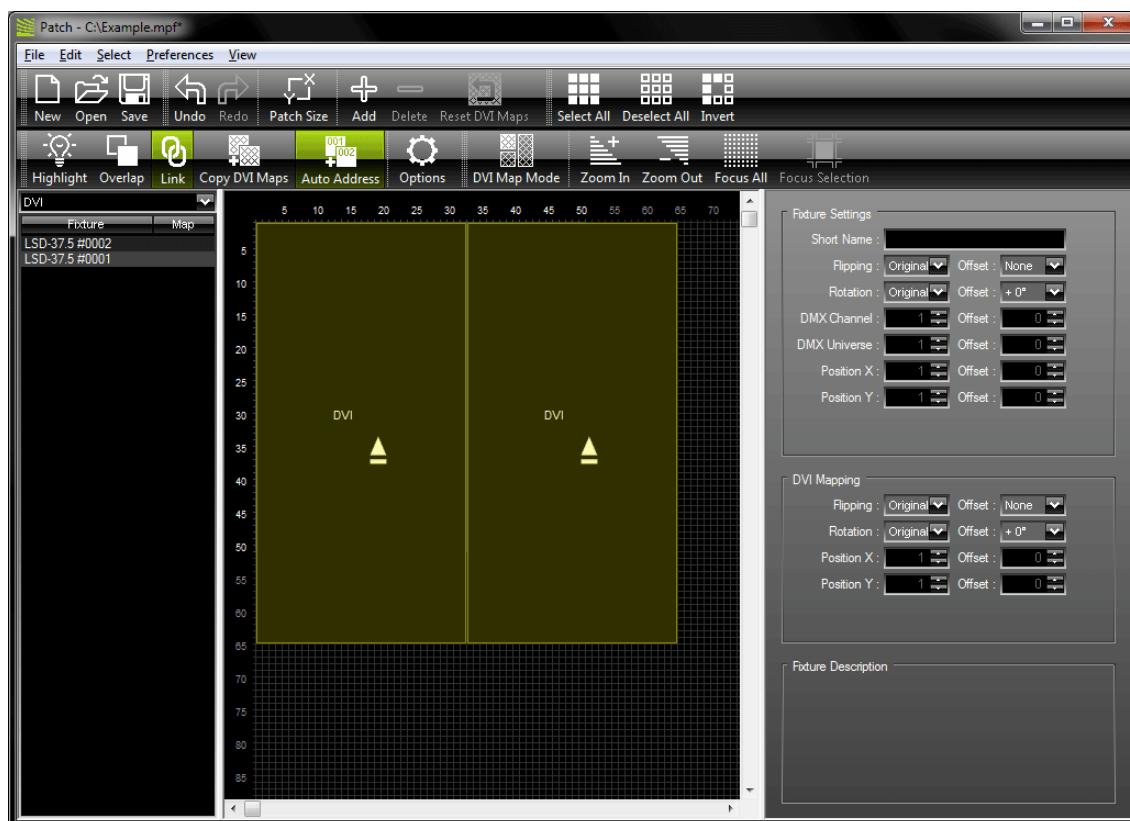 Patch - C:\Example.mpf*
File Edit Select Preferences View
New Open Save Undo Redo Patch Size Add Delete Reset DVI Maps Select All Deselect All Invert
001
002
Highlight Overlap Link Copy DVI Maps Auto Address Options DVI Map Mode Zoom In Zoom Out Focus All Focus Selection
DVI
Fixture Map
LSD-37.5 #0002
LSD-37.5 #0001
5 10 15 20 25 30 35 40 45 50 55 60 65 70
5
10
15
20
25
30
35
40
45
50
55
60
65
70
75
80
85
DVI DVI
Fixture Settings
Short Name :
Flipping : Original Offset : None
Rotation : Original Offset : + 0°
DMX Channel : 1 Offset : 0
DMX Universe : 1 Offset : 0
Position X : 1 Offset : 0
Position Y : 1 Offset : 0
DVI Mapping
Flipping : Original Offset : None
Rotation : Original Offset : + 0°
Position X : 1 Offset : 0
Position Y : 1 Offset : 0
Fixture Description